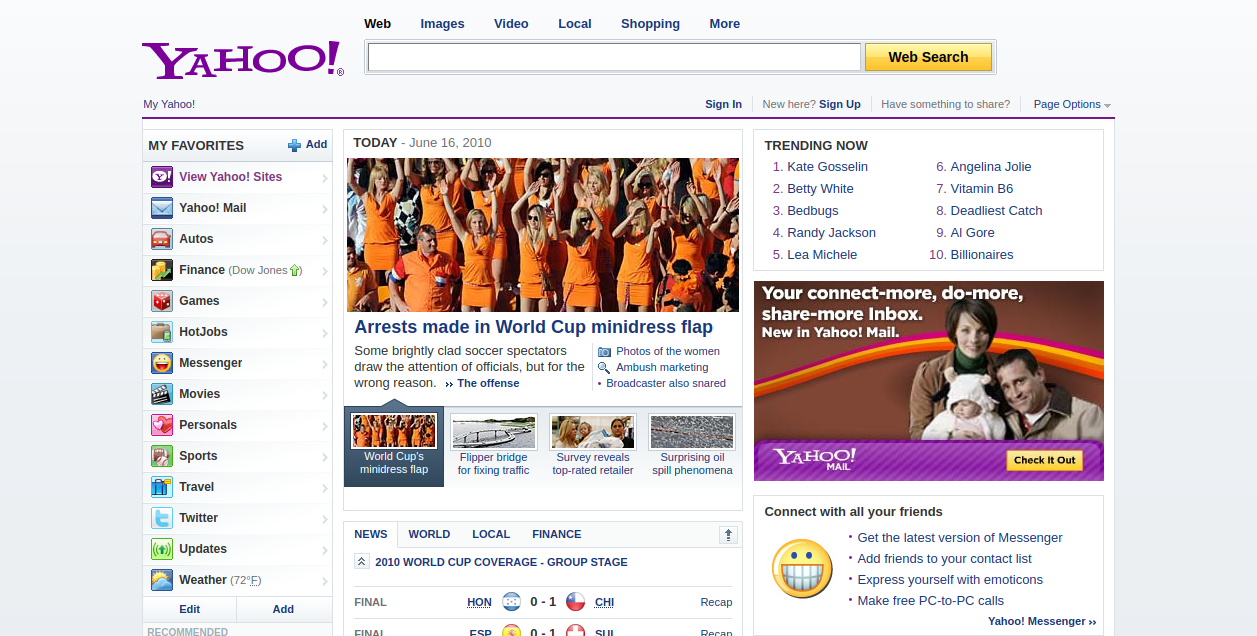 Web Images Video Local Shopping More
YAHOO!®
Web Search
My Yahoo!
Sign In New here? Sign Up Have something to share? Page Options
MY FAVORITES Add
View Yahoo! Sites
Yahoo! Mail
Autos
Finance (Dow Jones)
Games
HotJobs
Messenger
Movies
Personals
Sports
Travel
Twitter
Updates
Weather (72°F)
Edit Add
RECOMMENDED
TODAY - June 16, 2010
Arrests made in World Cup minidress flap
Some brightly clad soccer spectators
draw the attention of officials, but for the
wrong reason. ›› The offense
Photos of the women
Ambush marketing
• Broadcaster also snared
World Cup's
minidress flap
Flipper bridge
for fixing traffic
Survey reveals
top-rated retailer
Surprising oil
spill phenomena
NEWS WORLD LOCAL FINANCE
2010 WORLD CUP COVERAGE - GROUP STAGE
FINAL HON 0 - 1 CHI Recap
FINAL ESP 0 - 1 SUI Recap
TRENDING NOW
1. Kate Gosselin
2. Betty White
3. Bedbugs
4. Randy Jackson
5. Lea Michele
6. Angelina Jolie
7. Vitamin B6
8. Deadliest Catch
9. Al Gore
10. Billionaires
Your connect-more, do-more,
share-more Inbox.
New in Yahoo! Mail.
YAHOO!
MAIL
Check It Out
Connect with all your friends
• Get the latest version of Messenger
• Add friends to your contact list
• Express yourself with emoticons
• Make free PC-to-PC calls
Yahoo! Messenger ››